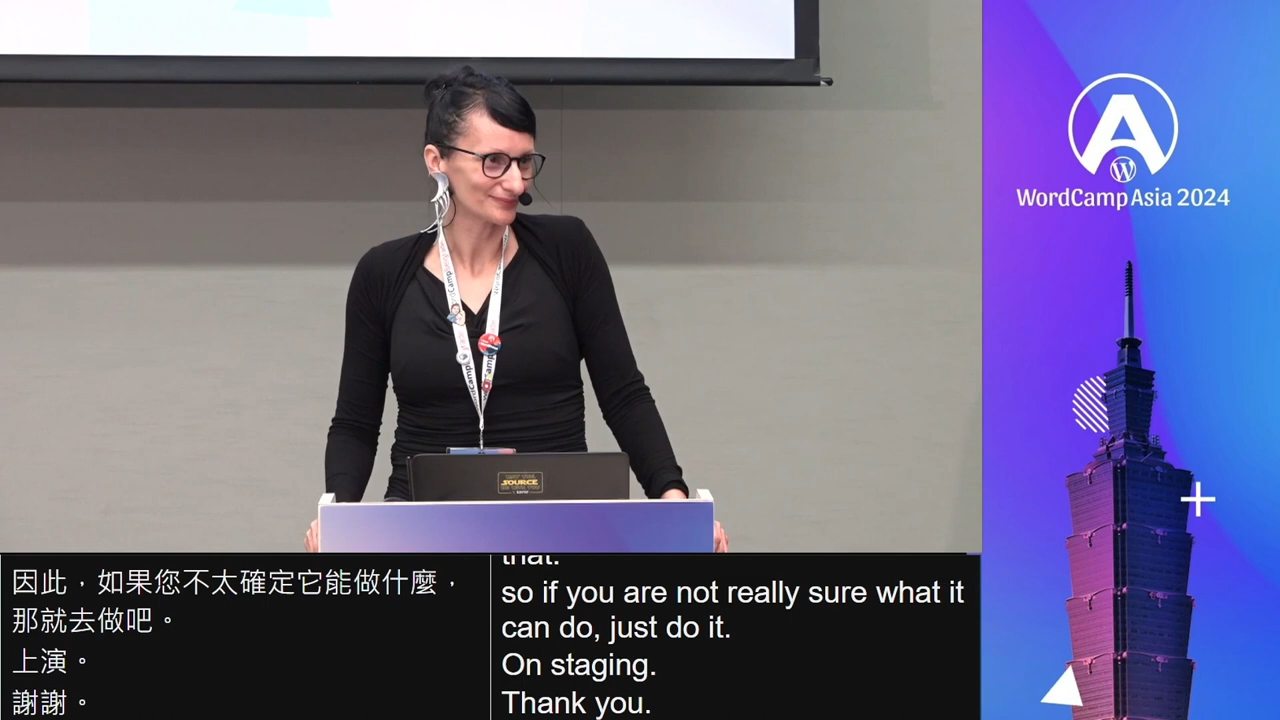 WordCamp Asia 2024
SOURCE
因此，如果您不太確定它能做什麼，
那就去做吧。
上演。
謝謝。
that.
so if you are not really sure what it
can do, just do it.
On staging.
Thank you.